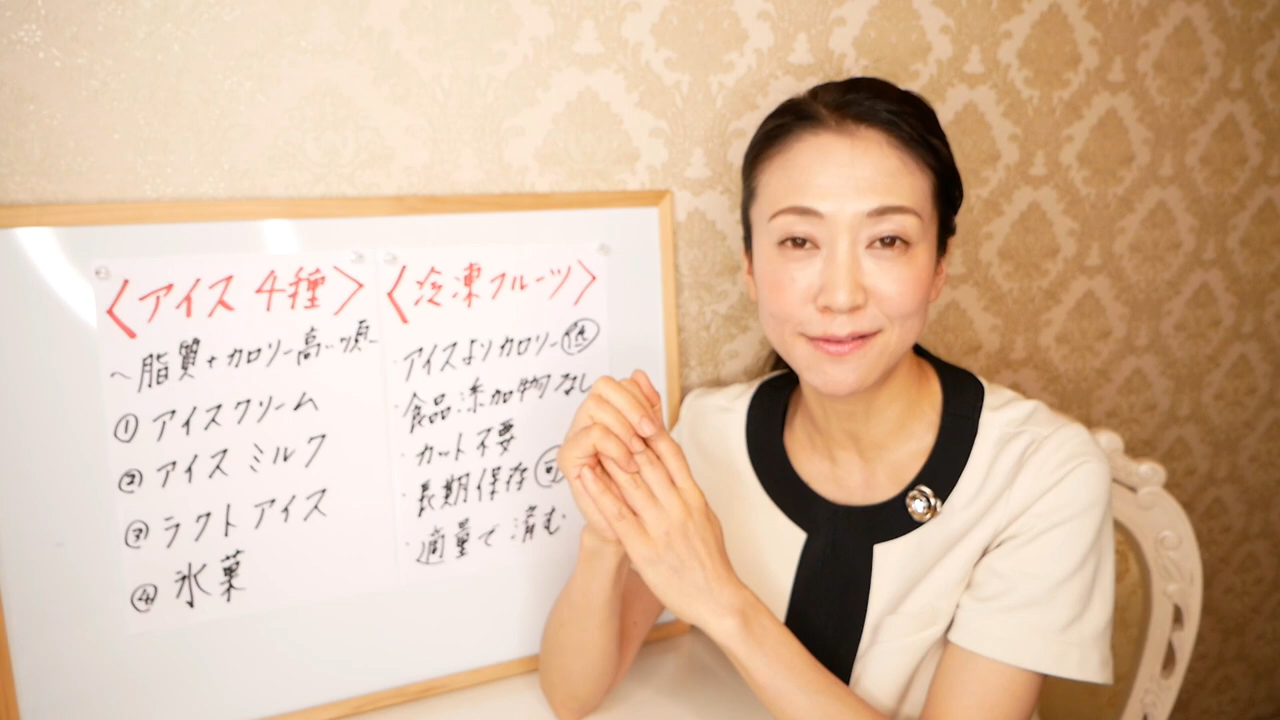 〈アイス 4種〉
～脂質+カロリー高い順～
① アイスクリーム
② アイス ミルク
③ ラクト アイス
④ 氷菓
〈冷凍フルーツ〉
・アイスよりカロリー低
・食品添加物なし
・カット不要
・長期保存可
・適量で済む